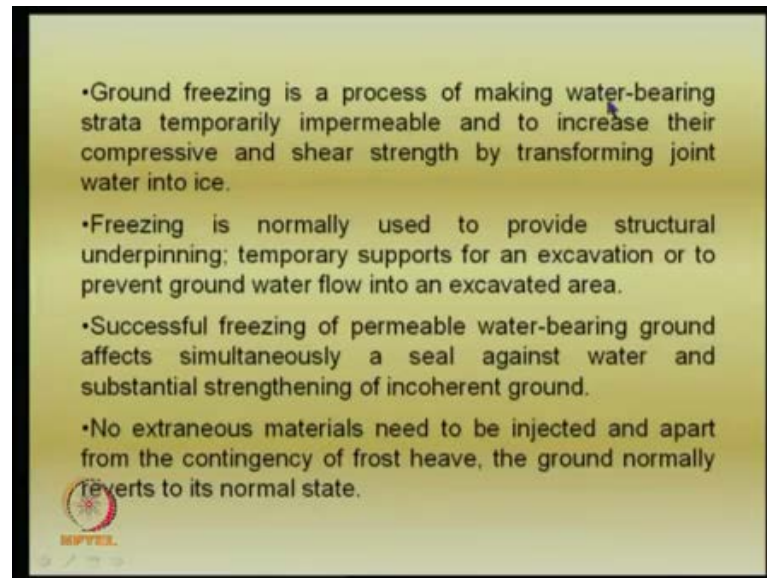 •Ground freezing is a process of making water-bearing
strata temporarily impermeable and to increase their
compressive and shear strength by transforming joint
water into ice.
•Freezing is normally used to provide structural
underpinning; temporary supports for an excavation or to
prevent ground water flow into an excavated area.
•Successful freezing of permeable water-bearing ground
affects simultaneously a seal against water and
substantial strengthening of incoherent ground.
•No extraneous materials need to be injected and apart
from the contingency of frost heave, the ground normally
reverts to its normal state.
NPTEL